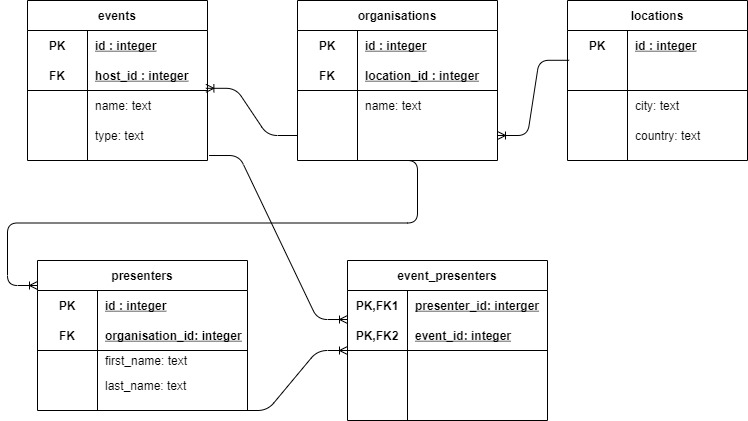 events
PK id : integer
FK host_id : integer
name: text
type: text
organisations
PK id : integer
FK location_id : integer
name: text
locations
PK id : integer
city: text
country: text
presenters
PK id : integer
FK organisation_id: integer
first_name: text
last_name: text
event_presenters
PK,FK1 presenter_id: interger
PK,FK2 event_id: integer